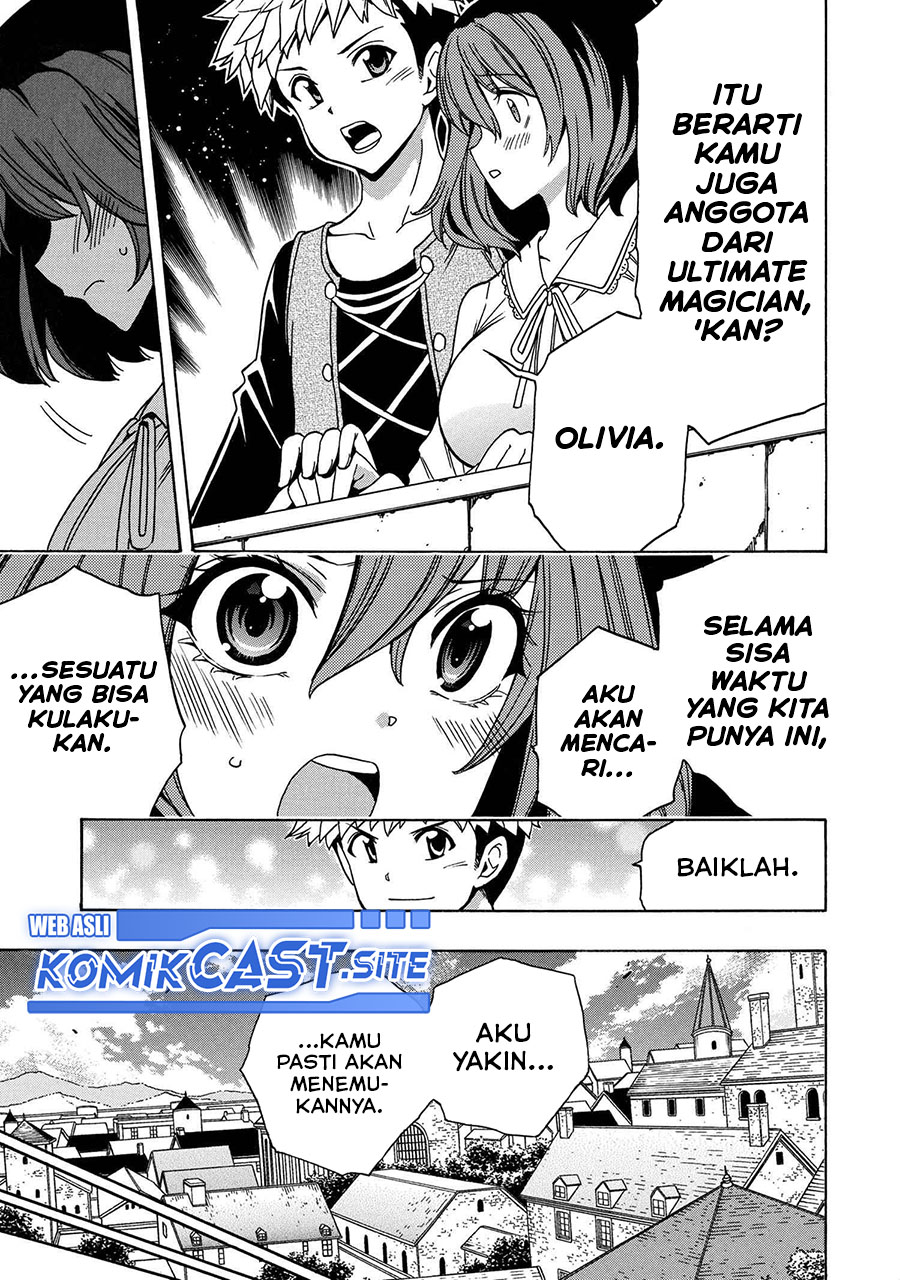 ITU
BERARTI
KAMU
JUGA
ANGGOTA
DARI
ULTIMATE
MAGICIAN,
'KAN?
OLIVIA.
SELAMA
SISA
WAKTU
YANG KITA
PUNYA INI,
AKU
AKAN
MENCA-
RI...
...SESUATU
YANG BISA
KULAKU-
KAN.
BAIKLAH.
WEB ASLI
KOMIKCAST.SITE
AKU
YAKIN...
...KAMU
PASTI AKAN
MENEMU-
KANNYA.